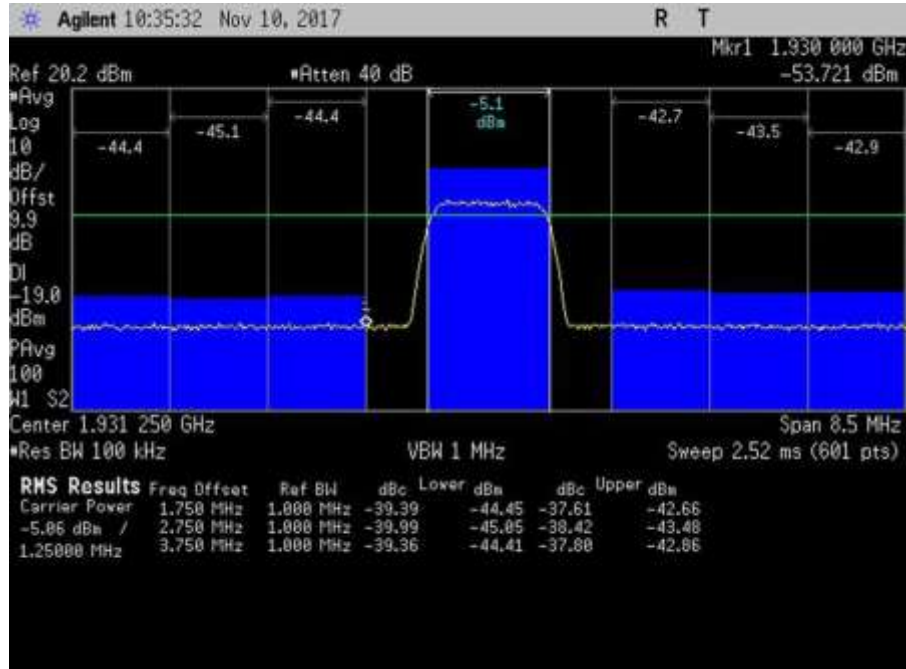 Agilent 10:35:32 Nov 10, 2017 R T
Mkr1 1.930 000 GHz
Ref 20.2 dBm #Atten 40 dB -53.721 dBm
#Avg
Log
10
dB/
Offst
9.9
dB
DI
-19.0
dBm
PAvg
100
W1 S2
-44.4 -45.1 -44.4 -5.1 dBm -42.7 -43.5 -42.9
Center 1.931 250 GHz Span 8.5 MHz
#Res BW 100 kHz VBW 1 MHz Sweep 2.52 ms (601 pts)
RMS Results Freq Offset Ref BW dBc Lower dBm dBc Upper dBm
Carrier Power 1.750 MHz 1.000 MHz -39.39 -44.45 -37.61 -42.66
-5.06 dBm / 2.750 MHz 1.000 MHz -39.99 -45.05 -38.42 -43.48
1.25000 MHz 3.750 MHz 1.000 MHz -39.36 -44.41 -37.80 -42.86